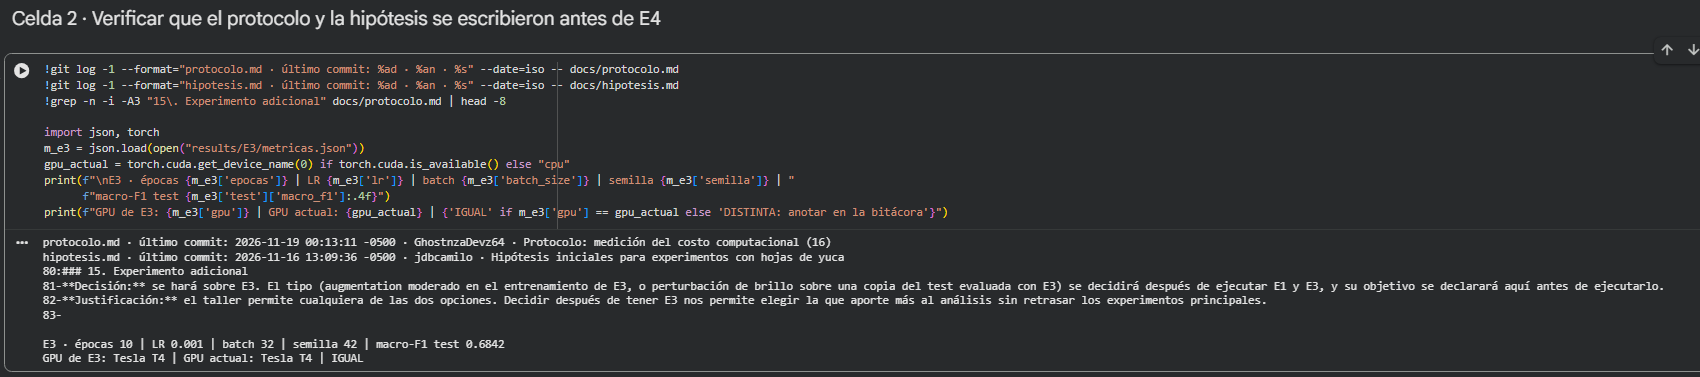 Celda 2 · Verificar que el protocolo y la hipótesis se escribieron antes de E4
!git log -1 --format="protocolo.md · último commit: %ad · %an · %s" --date=iso -- docs/protocolo.md
!git log -1 --format="hipotesis.md · último commit: %ad · %an · %s" --date=iso -- docs/hipotesis.md
!grep -n -i -A3 "15\. Experimento adicional" docs/protocolo.md | head -8
import json, torch
m_e3 = json.load(open("results/E3/metricas.json"))
gpu_actual = torch.cuda.get_device_name(0) if torch.cuda.is_available() else "cpu"
print(f"\nE3 · épocas {m_e3['epocas']} | LR {m_e3['lr']} | batch {m_e3['batch_size']} | semilla {m_e3['semilla']} | "
f"macro-F1 test {m_e3['test']['macro_f1']:.4f}")
print(f"GPU de E3: {m_e3['gpu']} | GPU actual: {gpu_actual} | {'IGUAL' if m_e3['gpu'] == gpu_actual else 'DISTINTA: anotar en la bitácora'}")
protocolo.md · último commit: 2026-11-19 00:13:11 -0500 · GhostnzaDevz64 · Protocolo: medición del costo computacional (16)
hipotesis.md · último commit: 2026-11-16 13:09:36 -0500 · jdbcamilo · Hipótesis iniciales para experimentos con hojas de yuca
80:### 15. Experimento adicional
81-**Decisión:** se hará sobre E3. El tipo (augmentation moderado en el entrenamiento de E3, o perturbación de brillo sobre una copia del test evaluada con E3) se decidirá después de ejecutar E1 y E3, y su objetivo se declarará aquí antes de ejecutarlo.
82-**Justificación:** el taller permite cualquiera de las dos opciones. Decidir después de tener E3 nos permite elegir la que aporte más al análisis sin retrasar los experimentos principales.
83-
E3 · épocas 10 | LR 0.001 | batch 32 | semilla 42 | macro-F1 test 0.6842
GPU de E3: Tesla T4 | GPU actual: Tesla T4 | IGUAL